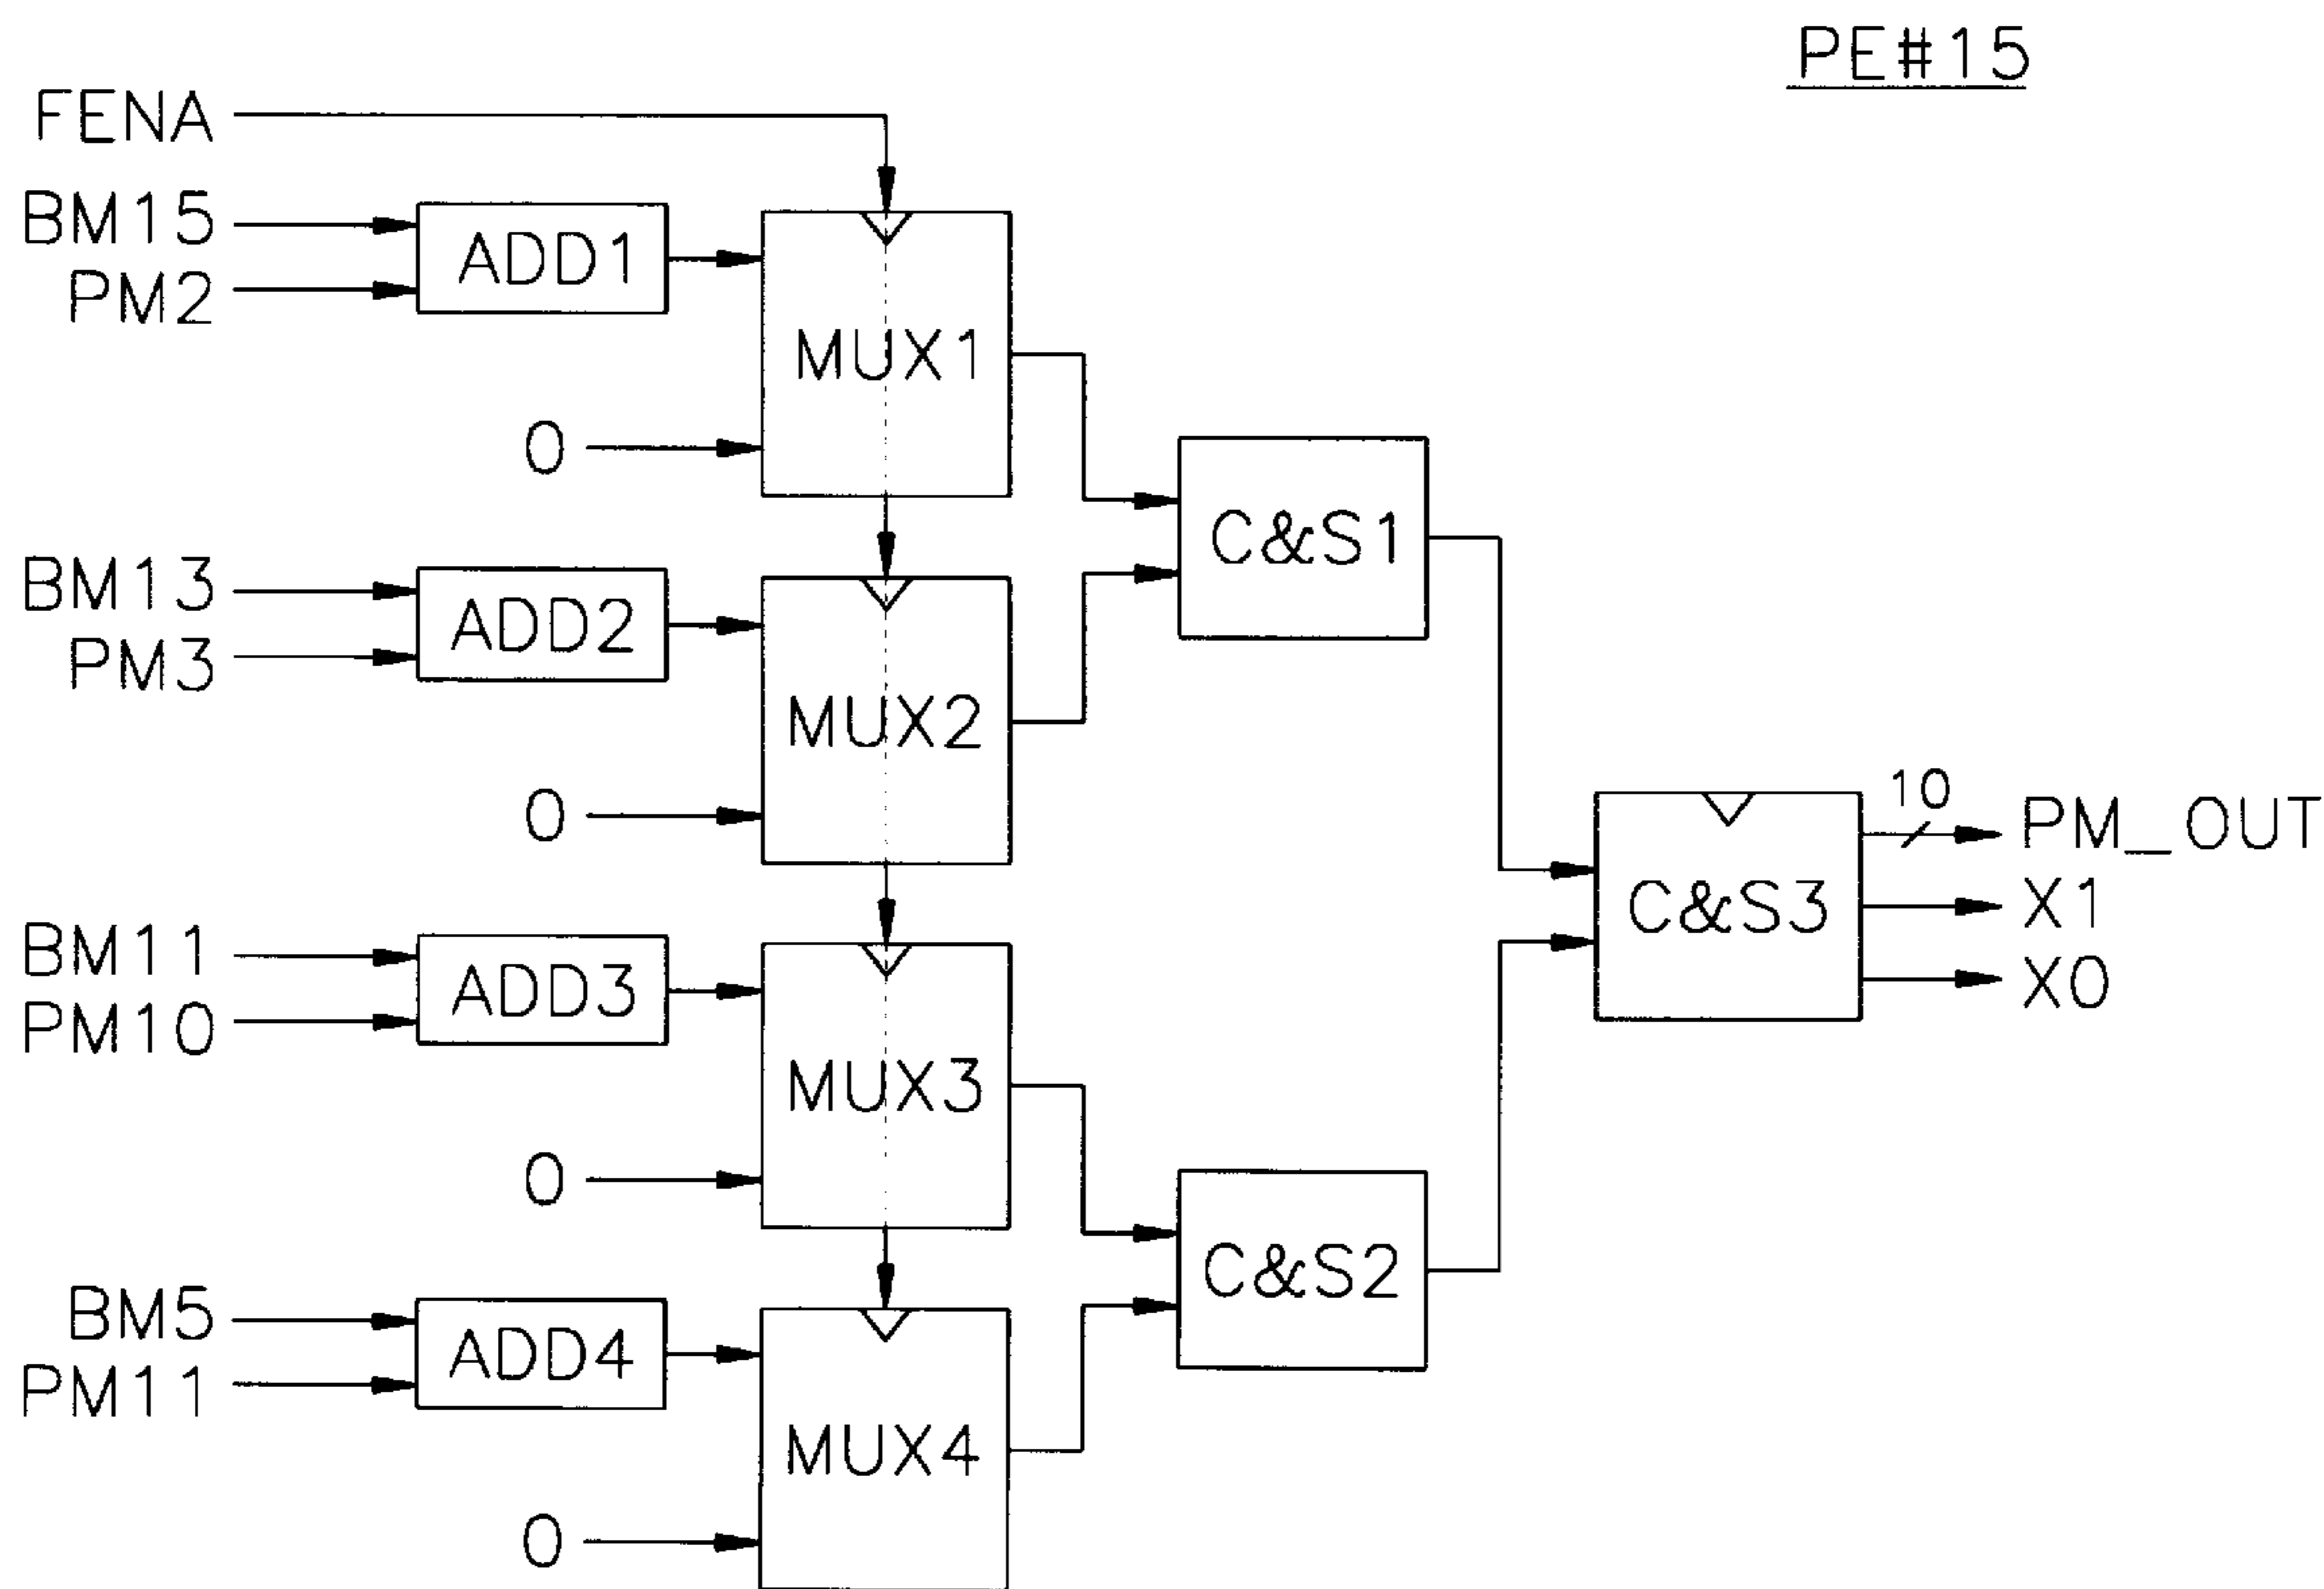 PE#15
FENA
BM15
PM2
ADD1
MUX1
0
C&S1
BM13
PM3
ADD2
MUX2
0
10
PM_OUT
C&S3
X1
X0
BM11
PM10
ADD3
MUX3
0
C&S2
BM5
PM11
ADD4
MUX4
0